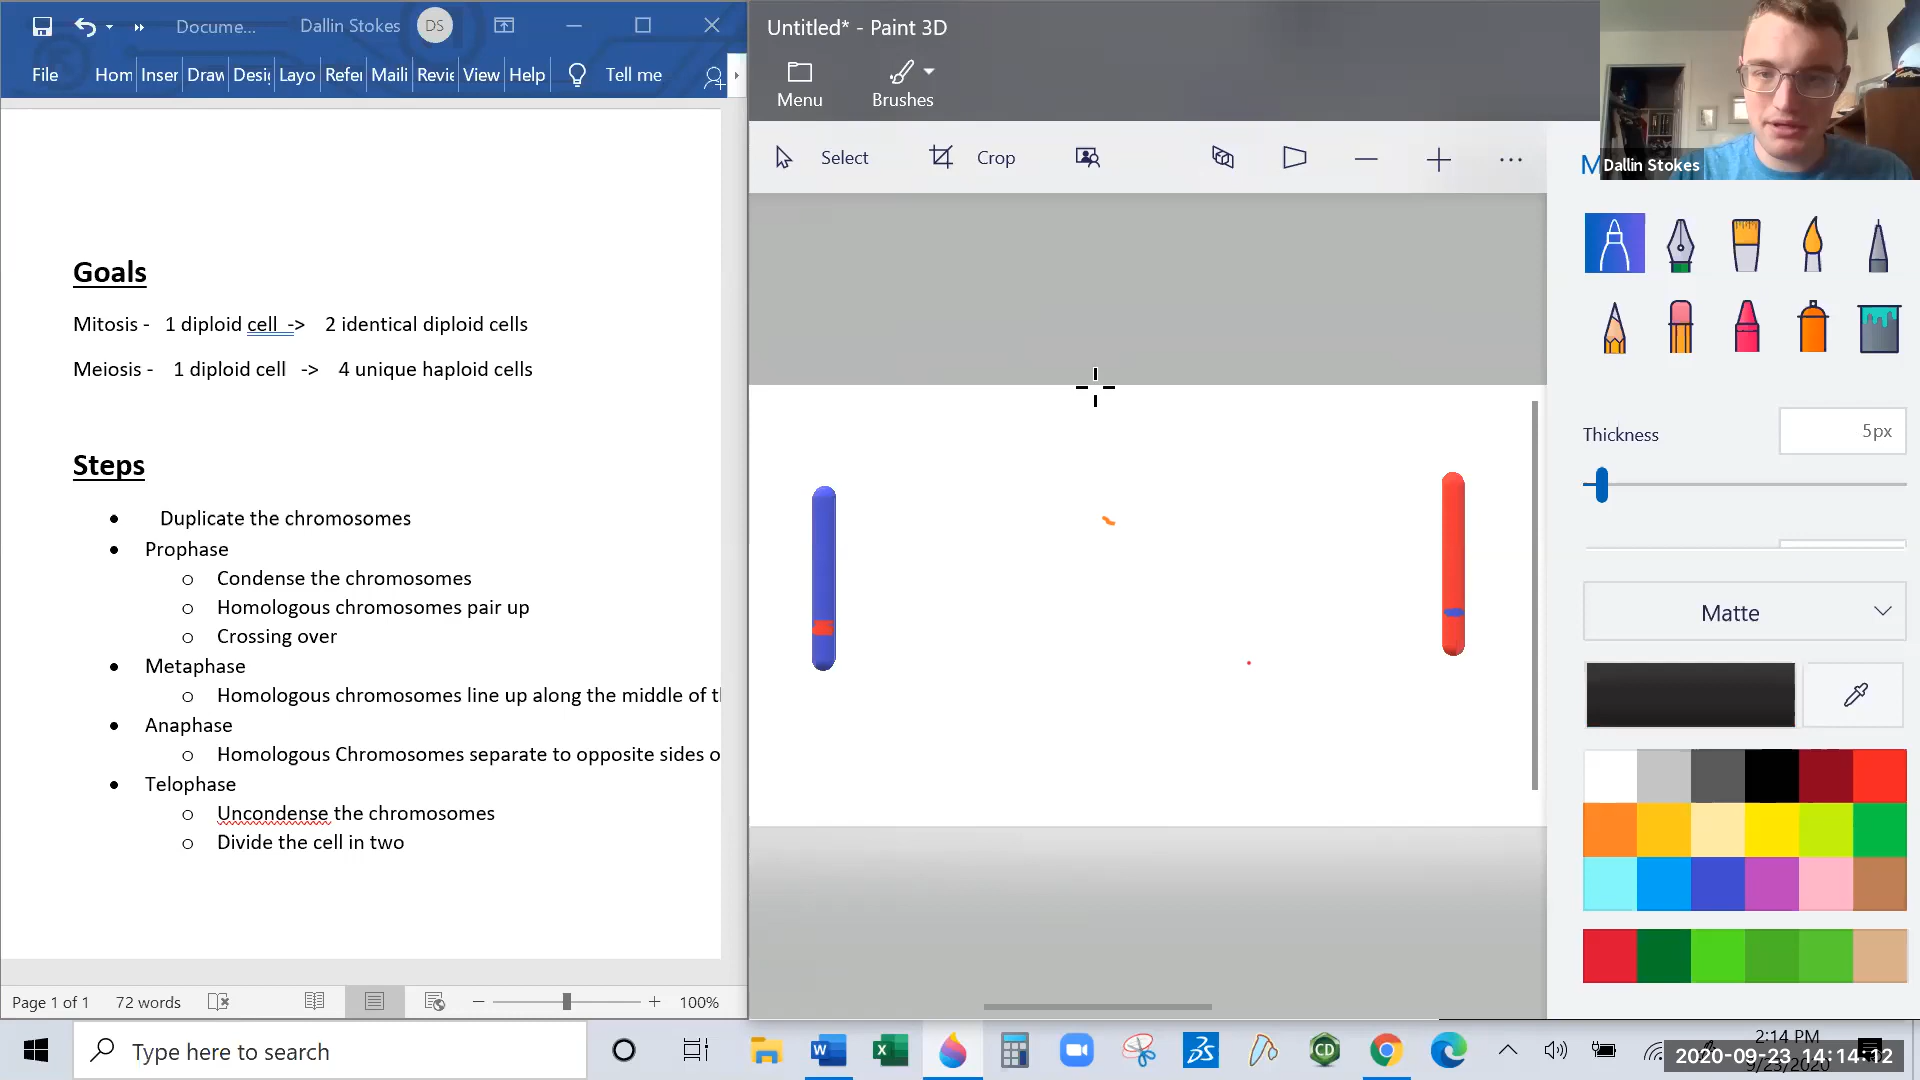 Docume... Dallin Stokes DS
File Hom Inser Draw Desi Layo Refer Maili Revie View Help Tell me
Untitled* - Paint 3D
Menu Brushes
Select Crop
Dallin Stokes
Goals
Mitosis - 1 diploid cell -> 2 identical diploid cells
Meiosis - 1 diploid cell -> 4 unique haploid cells
Steps
Duplicate the chromosomes
Prophase
Condense the chromosomes
Homologous chromosomes pair up
Crossing over
Metaphase
Homologous chromosomes line up along the middle of
Anaphase
Homologous Chromosomes separate to opposite sides o
Telophase
Uncondense the chromosomes
Divide the cell in two
Thickness 5px
Matte
Page 1 of 1 72 words 100%
Type here to search
W X CD
2:14 PM
9/23/2020
2020-09-23 14:14:12